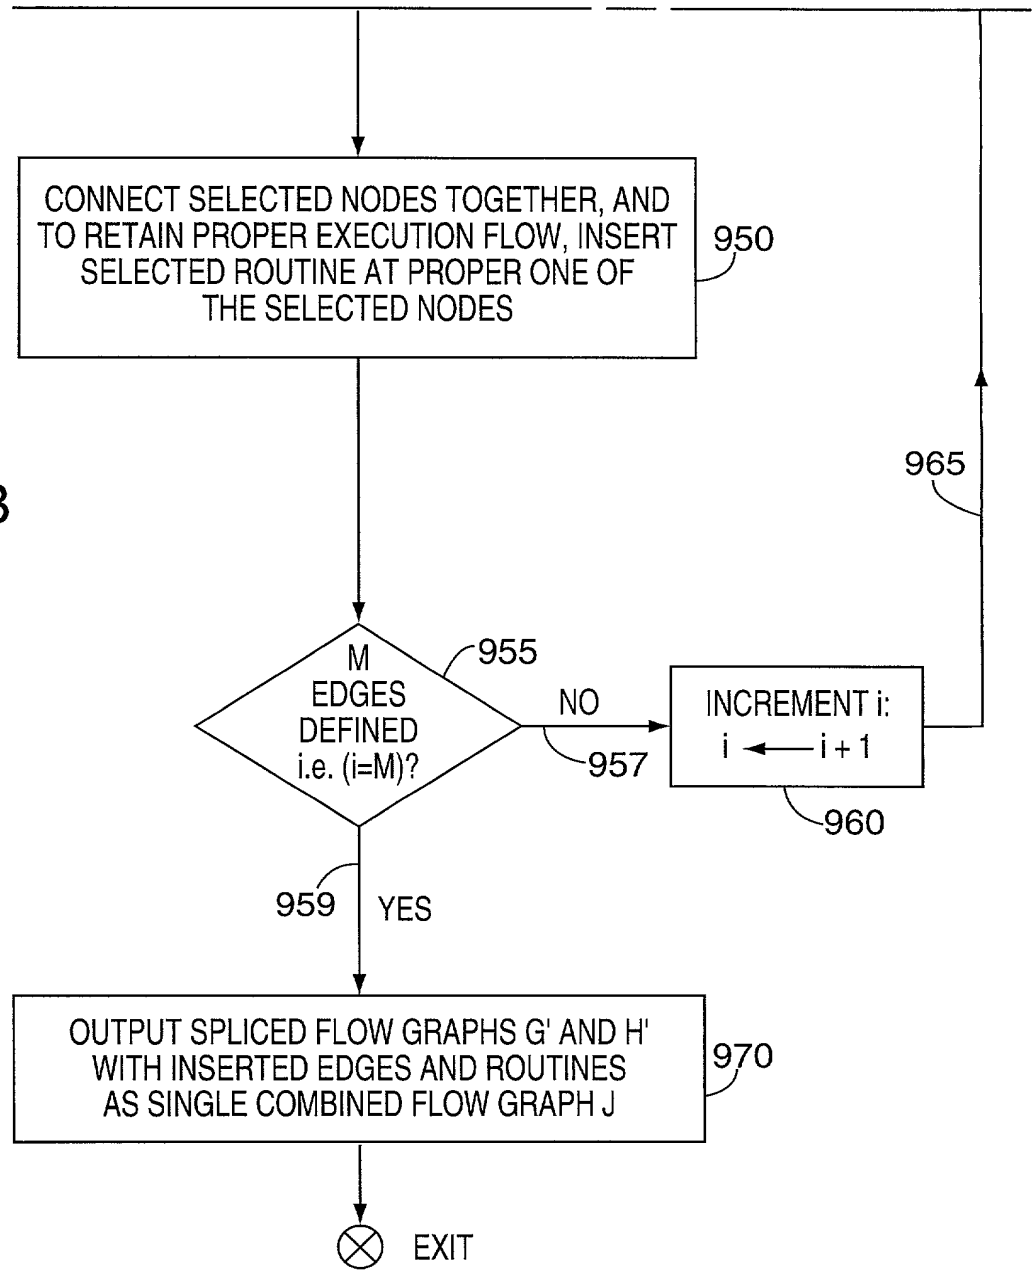 CONNECT SELECTED NODES TOGETHER, AND
TO RETAIN PROPER EXECUTION FLOW, INSERT
SELECTED ROUTINE AT PROPER ONE OF
THE SELECTED NODES
950
965
M
EDGES
DEFINED
i.e. (i=M)?
955
NO
957
INCREMENT i:
i ← i + 1
960
959
YES
OUTPUT SPLICED FLOW GRAPHS G' AND H'
WITH INSERTED EDGES AND ROUTINES
AS SINGLE COMBINED FLOW GRAPH J
970
EXIT